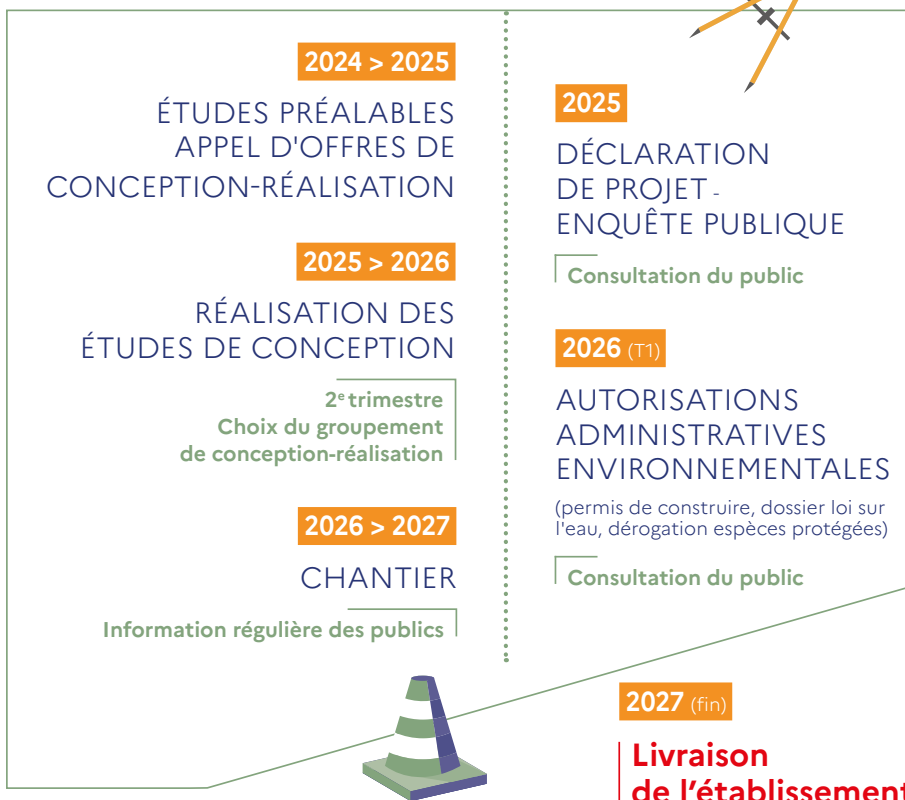 2024 > 2025
ÉTUDES PRÉALABLES
APPEL D'OFFRES DE
CONCEPTION-RÉALISATION
2025 > 2026
RÉALISATION DES
ÉTUDES DE CONCEPTION
2e trimestre
Choix du groupement
de conception-réalisation
2026 > 2027
CHANTIER
Information régulière des publics
2025
DÉCLARATION
DE PROJET -
ENQUÊTE PUBLIQUE
Consultation du public
2026 (T1)
AUTORISATIONS
ADMINISTRATIVES
ENVIRONNEMENTALES
(permis de construire, dossier loi sur
l'eau, dérogation espèces protégées)
Consultation du public
2027 (fin)
Livraison
de l'établissement